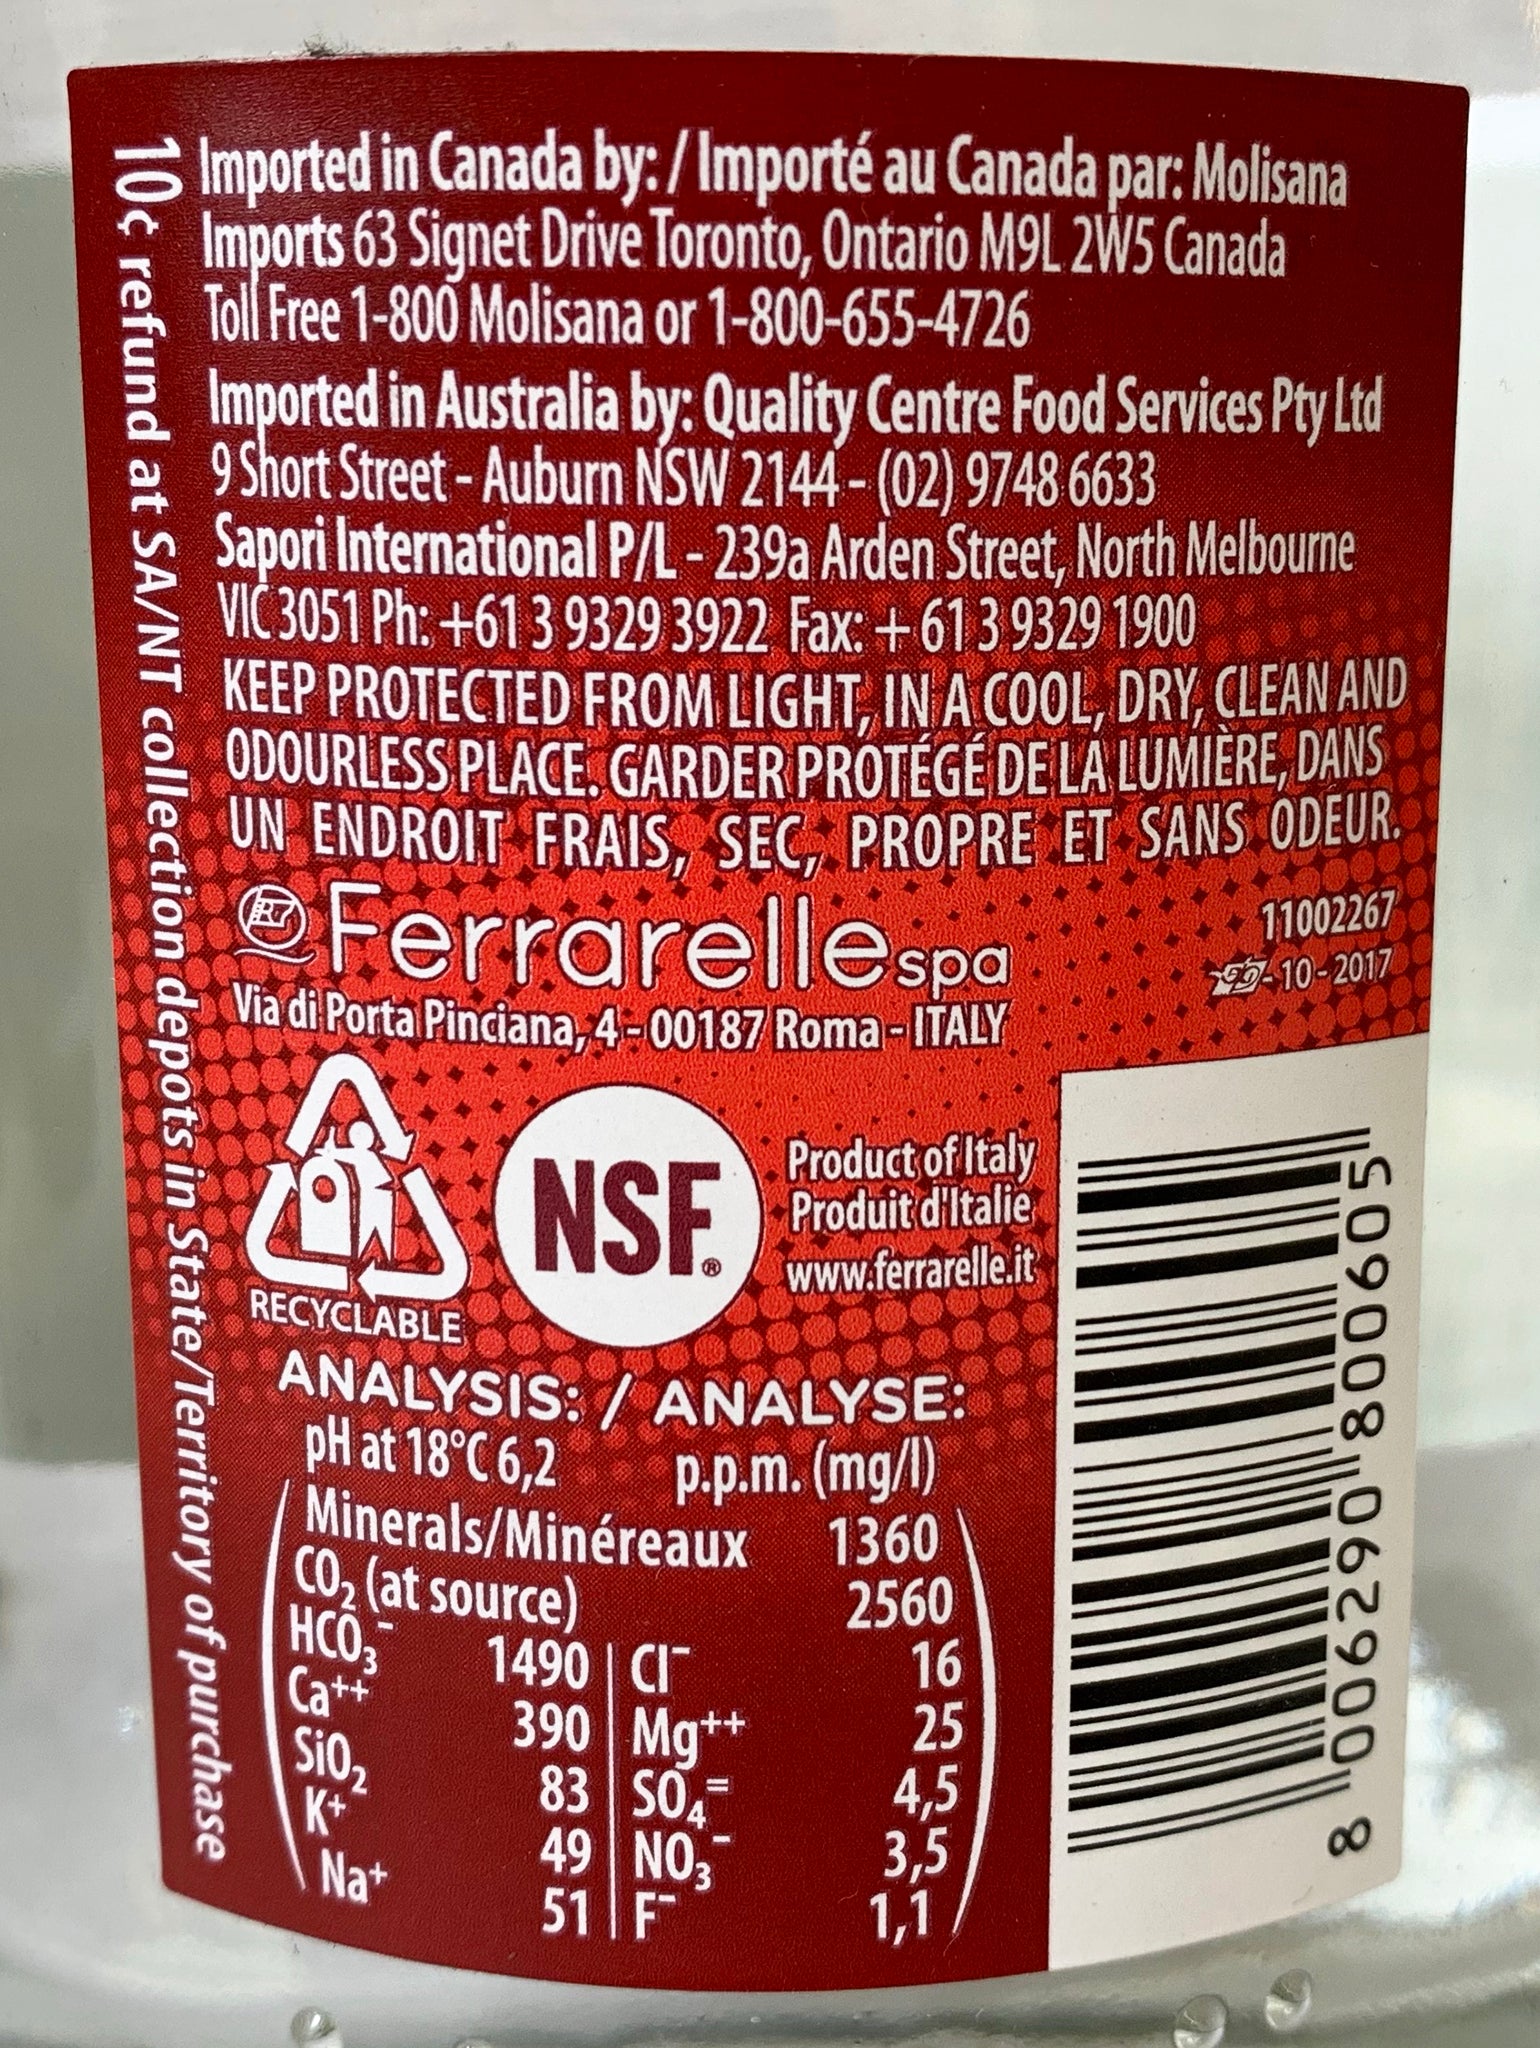 10¢ refund at SA/NT collection depots in State/Territory of purchase
Imported in Canada by: / Importé au Canada par: Molisana
Imports 63 Signet Drive Toronto, Ontario M9L 2W5 Canada
Toll Free 1-800 Molisana or 1-800-655-4726
Imported in Australia by: Quality Centre Food Services Pty Ltd
9 Short Street - Auburn NSW 2144 - (02) 9748 6633
Sapori International P/L - 239a Arden Street, North Melbourne
VIC 3051 Ph: +61 3 9329 3922 Fax: + 61 3 9329 1900
KEEP PROTECTED FROM LIGHT, IN A COOL, DRY, CLEAN AND
ODOURLESS PLACE. GARDER PROTÉGÉ DE LA LUMIÈRE, DANS
UN ENDROIT FRAIS, SEC, PROPRE ET SANS ODEUR.
Ferrarelle spa
11002267
-10-2017
Via di Porta Pinciana, 4 - 00187 Roma - ITALY
RECYCLABLE
NSF®
Product of Italy
Produit d'Italie
www.ferrarelle.it
ANALYSIS: / ANALYSE:
pH at 18°C 6,2 p.p.m. (mg/l)
Minerals/Minéreaux 1360
CO₂ (at source) 2560
HCO₃⁻ 1490 Cl⁻ 16
Ca⁺⁺ 390 Mg⁺⁺ 25
SiO₂ 83 SO₄⁼ 4,5
K⁺ 49 NO₃⁻ 3,5
Na⁺ 51 F⁻ 1,1
8 006290 800605